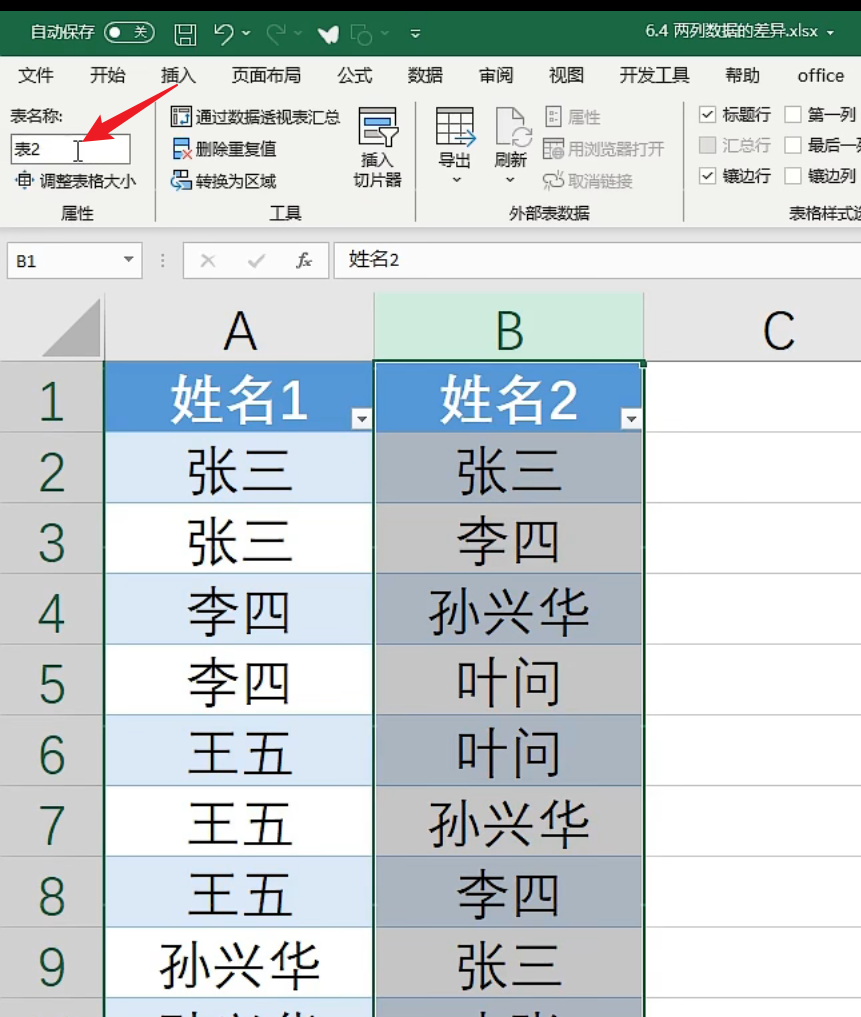 自动保存 关 6.4 两列数据的差异.xlsx
文件 开始 插入 页面布局 公式 数据 审阅 视图 开发工具 帮助 office
表名称:
表2
调整表格大小
属性
通过数据透视表汇总
删除重复值
转换为区域
工具
插入
切片器
导出
刷新
属性
用浏览器打开
取消链接
外部表数据
标题行 第一列
汇总行 最后一
镶边行 镶边列
表格样式
B1 fx 姓名2
A B C
1 姓名1 姓名2
2 张三 张三
3 张三 李四
4 李四 孙兴华
5 李四 叶问
6 王五 叶问
7 王五 孙兴华
8 王五 李四
9 孙兴华 张三